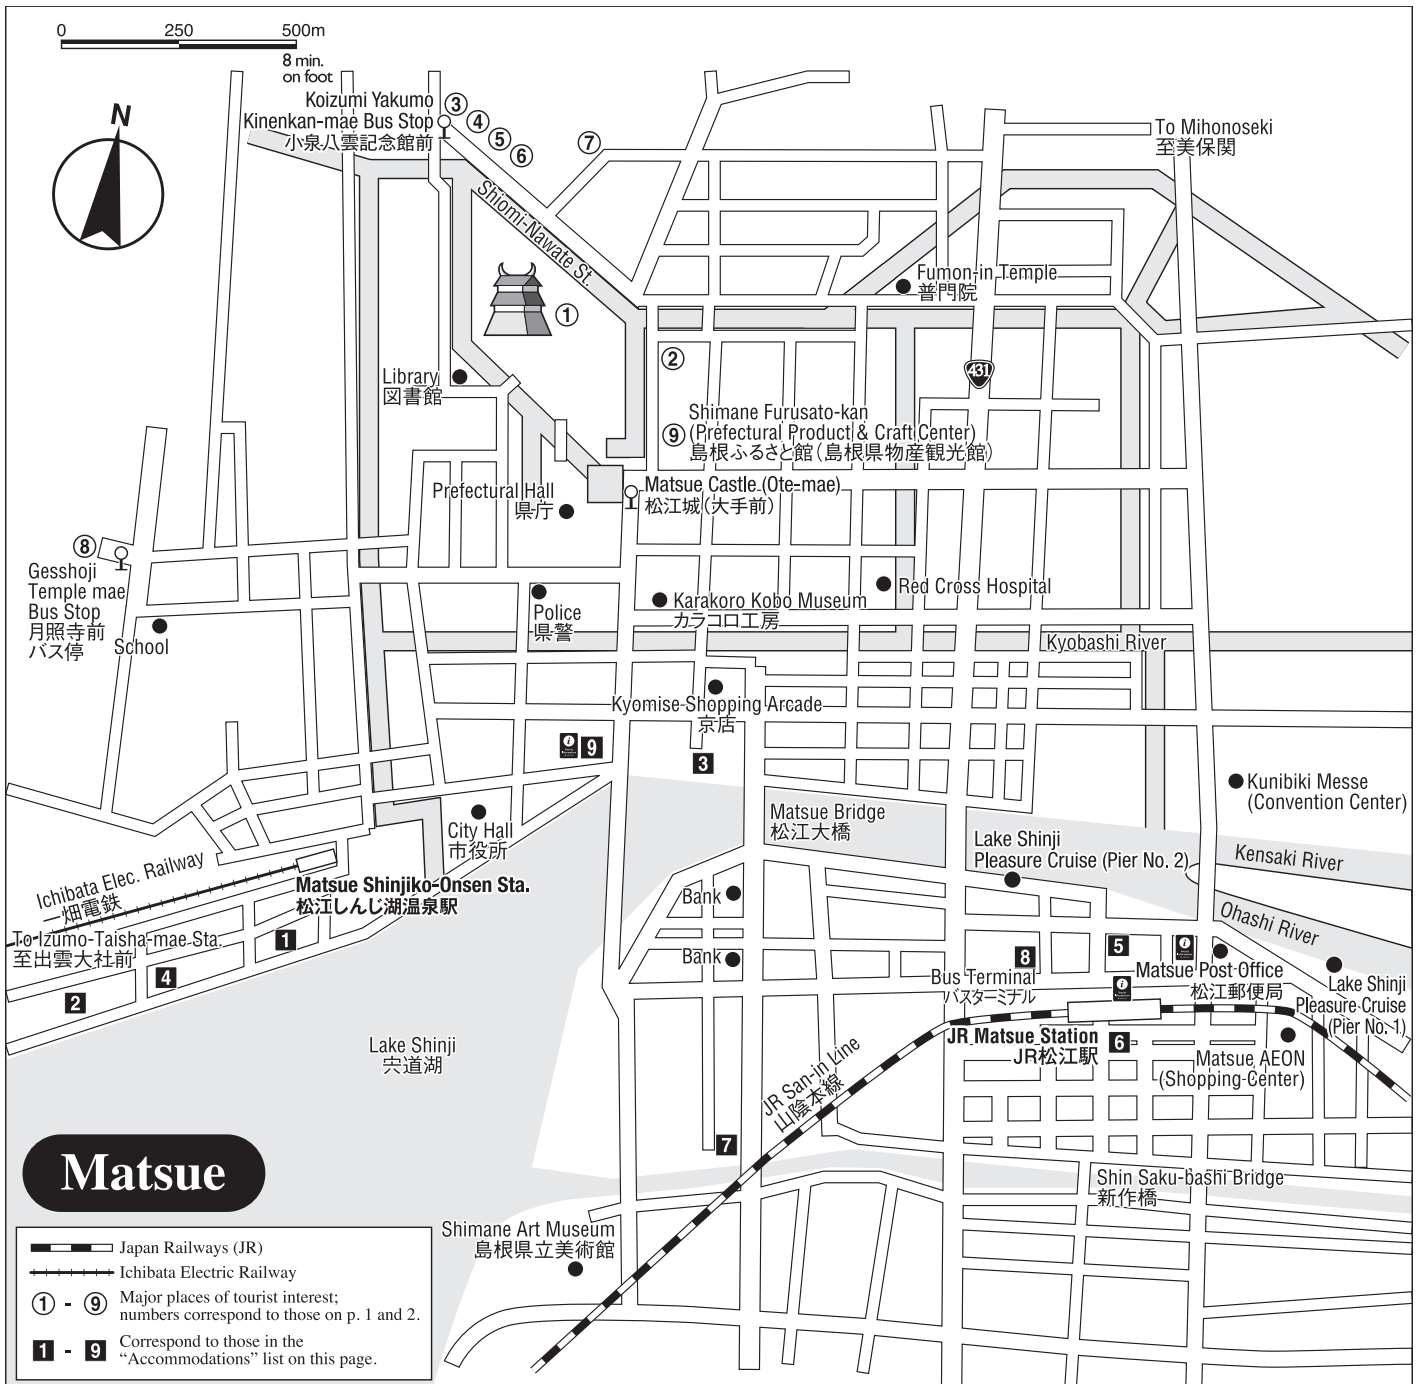 0 250 500m
8 min.
on foot
N
Koizumi Yakumo
Kinenkan-mae Bus Stop
小泉八雲記念館前
③
④
⑤
⑥
⑦
To Mihonoseki
至美保関
Shiomi-Nawate St.
①
Fumon-in Temple
普門院
②
431
Library
図書館
Shimane Furusato-kan
⑨ (Prefectural Product & Craft Center)
島根ふるさと館(島根県物産観光館)
Prefectural Hall
県庁
Matsue Castle (Ote-mae)
松江城(大手前)
⑧
Gesshoji
Temple mae
Bus Stop
月照寺前
バス停
School
Police
県警
Karakoro Kobo Museum
カラコロ工房
Red Cross Hospital
Kyobashi River
Kyomise Shopping Arcade
京店
i 9
3
Kunibiki Messe
(Convention Center)
Matsue Bridge
松江大橋
City Hall
市役所
Lake Shinji
Pleasure Cruise (Pier No. 2)
Kensaki River
Ichibata Elec. Railway
一畑電鉄
Matsue Shinjiko-Onsen Sta.
松江しんじ湖温泉駅
Bank
Ohashi River
To Izumo-Taisha-mae Sta.
至出雲大社前
1
4
2
Bank
8
5
i
Bus Terminal
バスターミナル
i
Matsue Post Office
松江郵便局
Lake Shinji
Pleasure Cruise
(Pier No. 1)
JR Matsue Station
JR松江駅
6
Matsue AEON
(Shopping Center)
Lake Shinji
宍道湖
JR San-in Line
山陰本線
7
Shin Saku-bashi Bridge
新作橋
Matsue
Shimane Art Museum
島根県立美術館
Japan Railways (JR)
Ichibata Electric Railway
① - ⑨ Major places of tourist interest;
numbers correspond to those on p. 1 and 2.
1 - 9 Correspond to those in the
“Accommodations” list on this page.